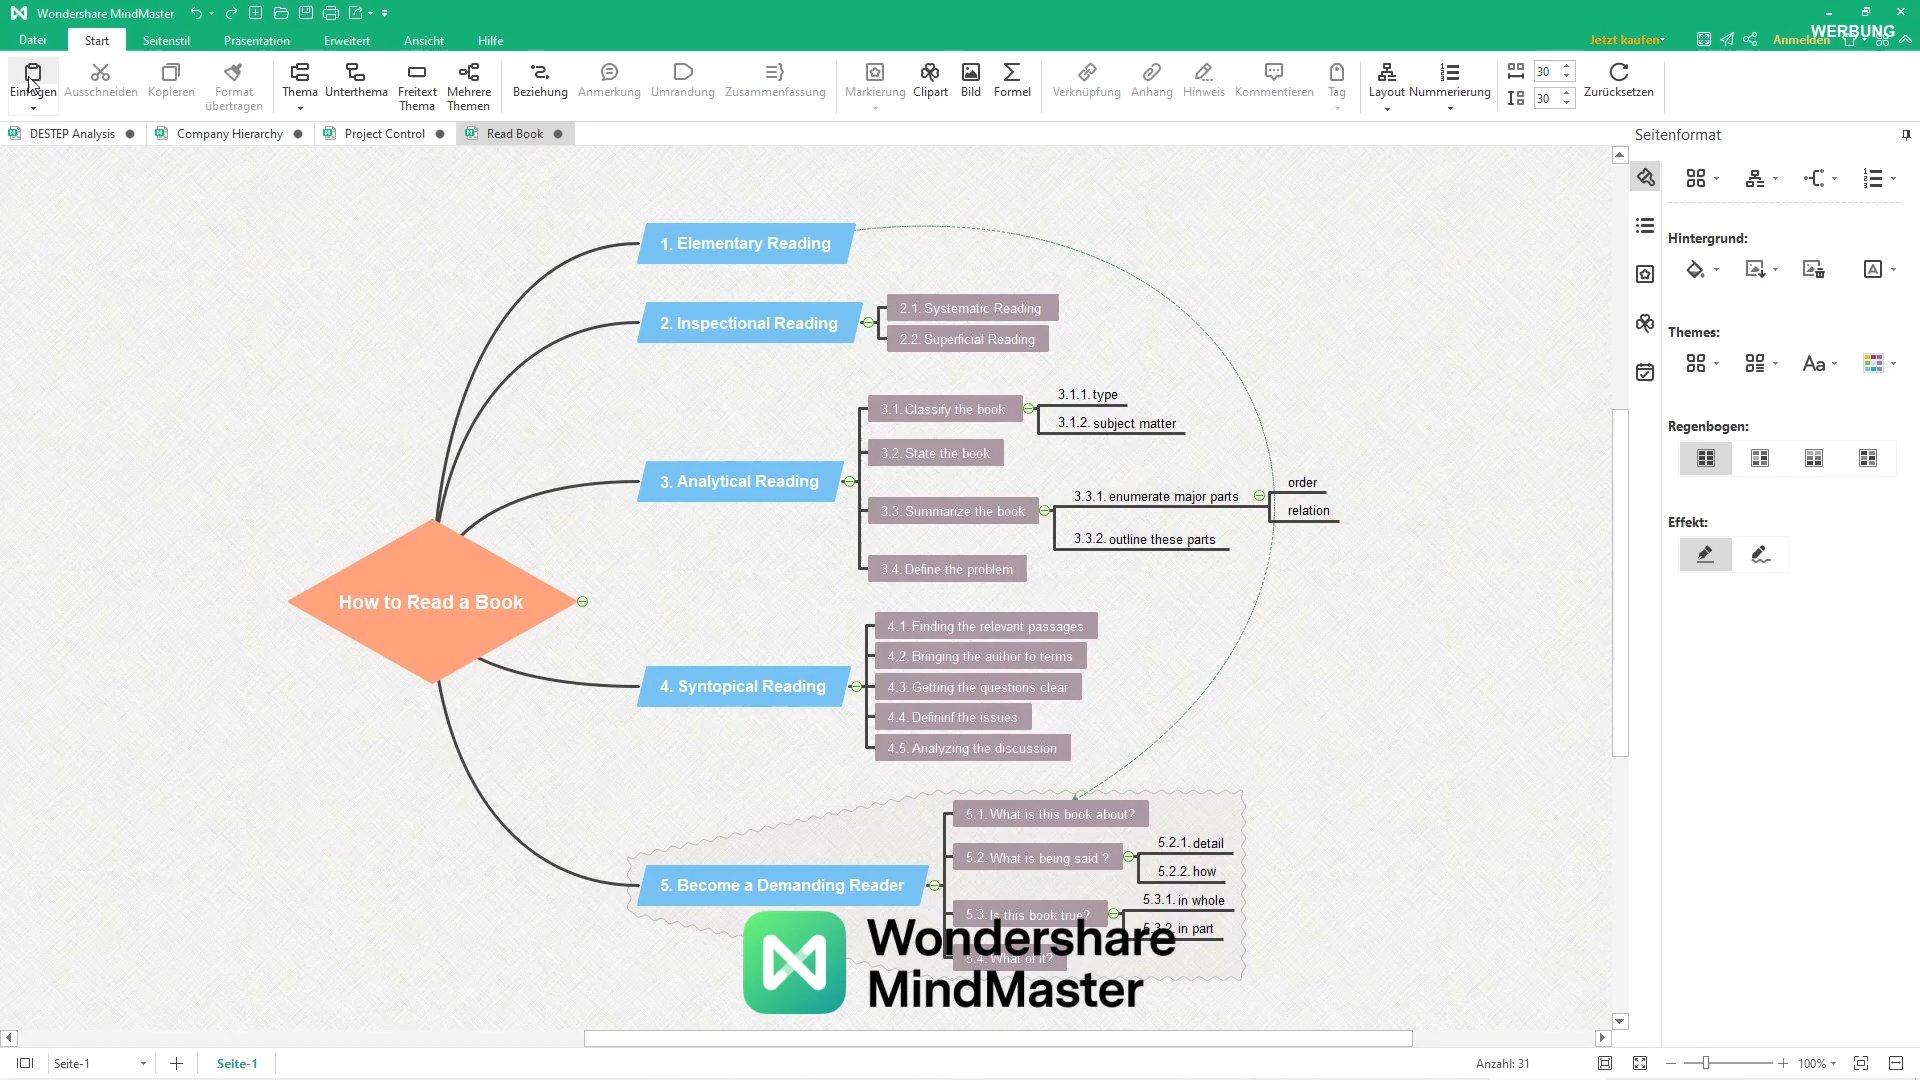 Wondershare MindMaster
WERBUNG
Datei Start Seitenstil Präsentation Erweitert Ansicht Hilfe Jetzt kaufen Anmelden
Einfügen Ausschneiden Kopieren Format übertragen Thema Unterthema Freitext Thema Mehrere Themen Beziehung Anmerkung Umrandung Zusammenfassung Markierung Clipart Bild Formel Verknüpfung Anhang Hinweis Kommentieren Tag Layout Nummerierung 30 30 Zurücksetzen
DESTEP Analysis Company Hierarchy Project Control Read Book
Seitenformat
Hintergrund:
Themes:
Aa
Regenbogen:
Effekt:
How to Read a Book
1. Elementary Reading
2. Inspectional Reading
2.1. Systematic Reading
2.2. Superficial Reading
3. Analytical Reading
3.1. Classify the book
3.1.1. type
3.1.2. subject matter
3.2. State the book
3.3. Summarize the book
3.3.1. enumerate major parts
order
relation
3.3.2. outline these parts
3.4. Define the problem
4. Syntopical Reading
4.1. Finding the relevant passages
4.2. Bringing the author to terms
4.3. Getting the questions clear
4.4. Defininf the issues
4.5. Analyzing the discussion
5. Become a Demanding Reader
5.1. What is this book about?
5.2. What is being said ?
5.2.1. detail
5.2.2. how
5.3. Is this book true?
5.3.1. in whole
5.3.2. in part
5.4. What of it?
Wondershare
MindMaster
Seite-1 Seite-1 Anzahl: 31 100%